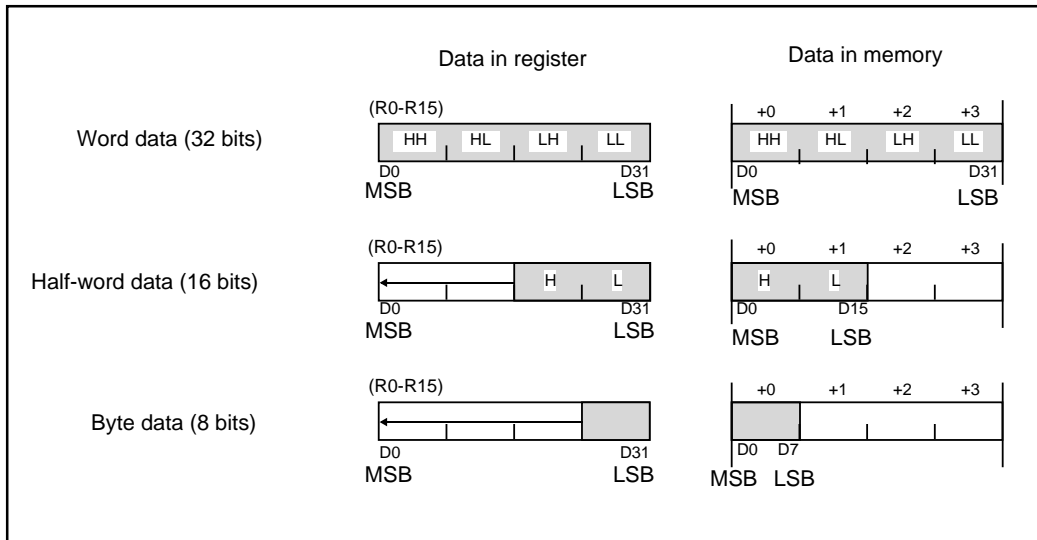 Data in register Data in memory
(R0-R15) +0 +1 +2 +3
Word data (32 bits) HH HL LH LL HH HL LH LL
D0 D31 D0 D31
MSB LSB MSB LSB
(R0-R15) +0 +1 +2 +3
Half-word data (16 bits) H L H L
D0 D31 D0 D15
MSB LSB MSB LSB
(R0-R15) +0 +1 +2 +3
Byte data (8 bits)
D0 D31 D0 D7
MSB LSB MSB LSB